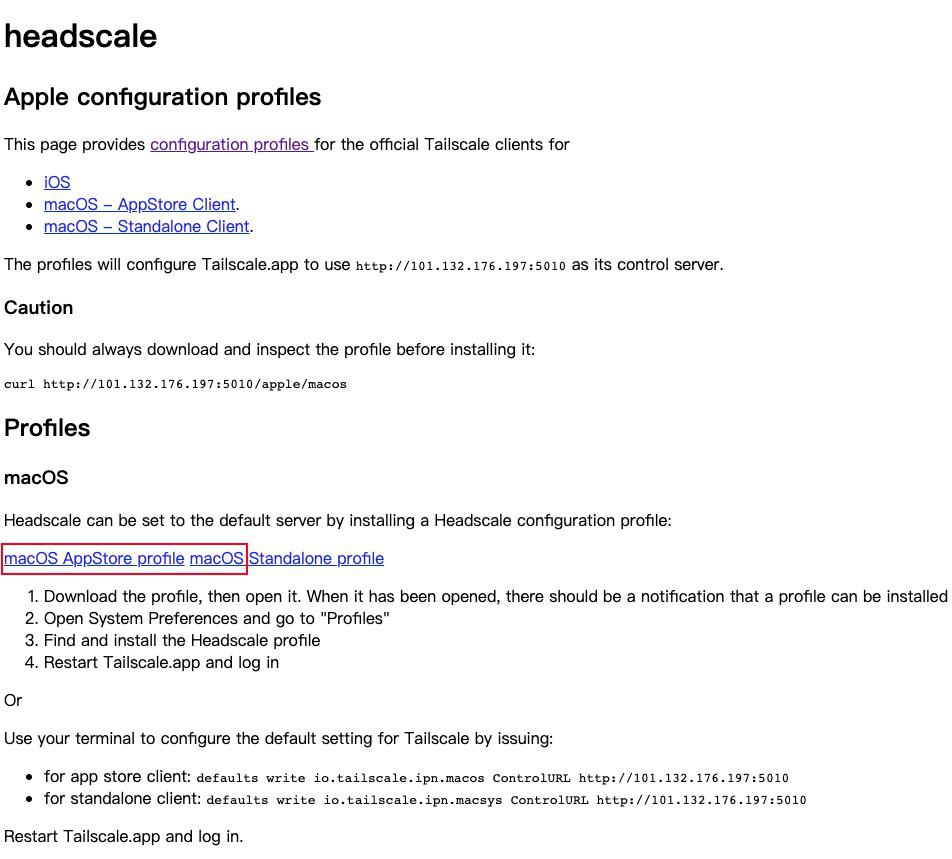 headscale
Apple configuration profiles
This page provides configuration profiles for the official Tailscale clients for
• iOS
• macOS – AppStore Client.
• macOS – Standalone Client.
The profiles will configure Tailscale.app to use http://101.132.176.197:5010 as its control server.
Caution
You should always download and inspect the profile before installing it:
curl http://101.132.176.197:5010/apple/macos
Profiles
macOS
Headscale can be set to the default server by installing a Headscale configuration profile:
macOS AppStore profile macOS Standalone profile
1. Download the profile, then open it. When it has been opened, there should be a notification that a profile can be installed
2. Open System Preferences and go to "Profiles"
3. Find and install the Headscale profile
4. Restart Tailscale.app and log in
Or
Use your terminal to configure the default setting for Tailscale by issuing:
• for app store client: defaults write io.tailscale.ipn.macos ControlURL http://101.132.176.197:5010
• for standalone client: defaults write io.tailscale.ipn.macsys ControlURL http://101.132.176.197:5010
Restart Tailscale.app and log in.